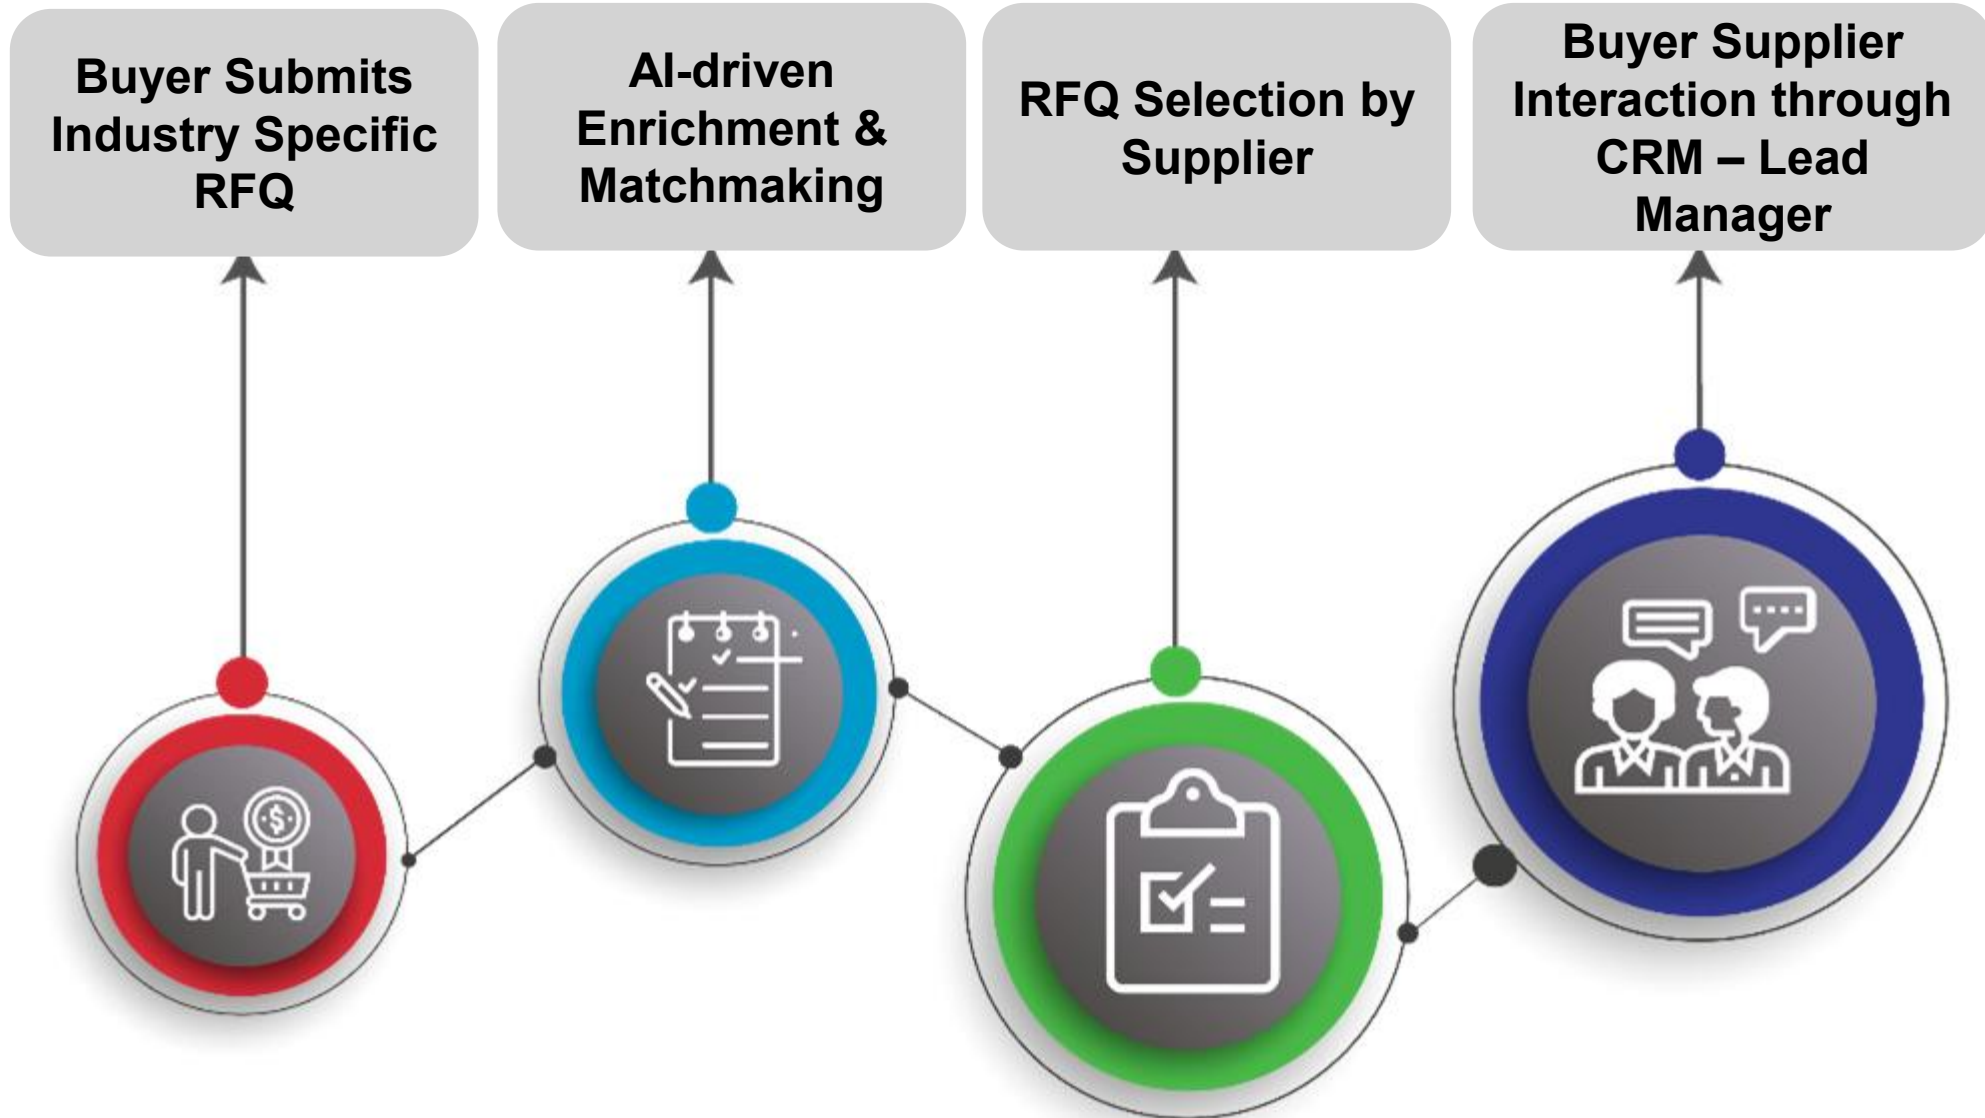 Buyer Submits
Industry Specific
RFQ
AI-driven
Enrichment &
Matchmaking
RFQ Selection by
Supplier
Buyer Supplier
Interaction through
CRM – Lead
Manager
$